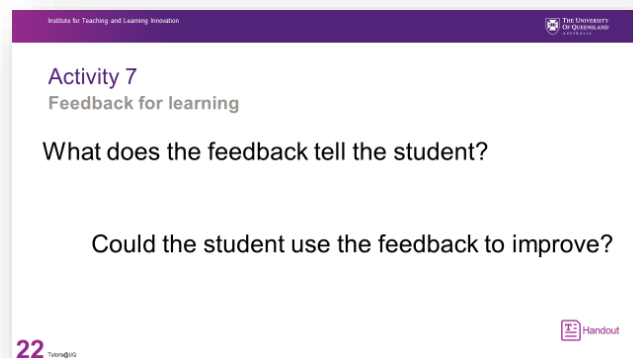 Institute for Teaching and Learning Innovation
THE UNIVERSITY
OF QUEENSLAND
AUSTRALIA
Activity 7
Feedback for learning
What does the feedback tell the student?
Could the student use the feedback to improve?
Handout
22 Tutors@UQ